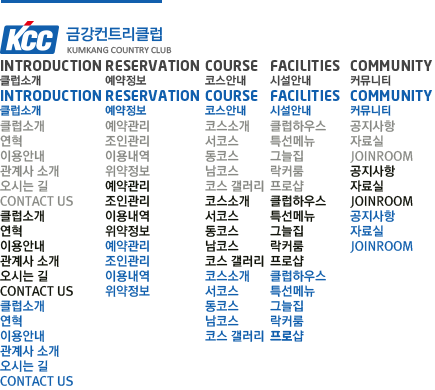 KCC 금강컨트리클럽
KUMKANG COUNTRY CLUB
INTRODUCTION RESERVATION COURSE FACILITIES COMMUNITY
클럽소개 예약정보 코스안내 시설안내 커뮤니티
INTRODUCTION RESERVATION COURSE FACILITIES COMMUNITY
클럽소개 예약정보 코스안내 시설안내 커뮤니티
클럽소개 예약관리 코스소개 클럽하우스 공지사항
연혁 조인관리 서코스 특선메뉴 자료실
이용안내 이용내역 동코스 그늘집 JOINROOM
관계사 소개 위약정보 남코스 락커룸 공지사항
오시는 길 예약관리 코스 갤러리 프로샵 자료실
CONTACT US 조인관리 코스소개 클럽하우스 JOINROOM
클럽소개 이용내역 서코스 특선메뉴 공지사항
연혁 위약정보 동코스 그늘집 자료실
이용안내 예약관리 남코스 락커룸 JOINROOM
관계사 소개 조인관리 코스 갤러리 프로샵
오시는 길 이용내역 코스소개 클럽하우스
CONTACT US 위약정보 서코스 특선메뉴
클럽소개 동코스 그늘집
연혁 남코스 락커룸
이용안내 코스 갤러리 프로샵
관계사 소개
오시는 길
CONTACT US